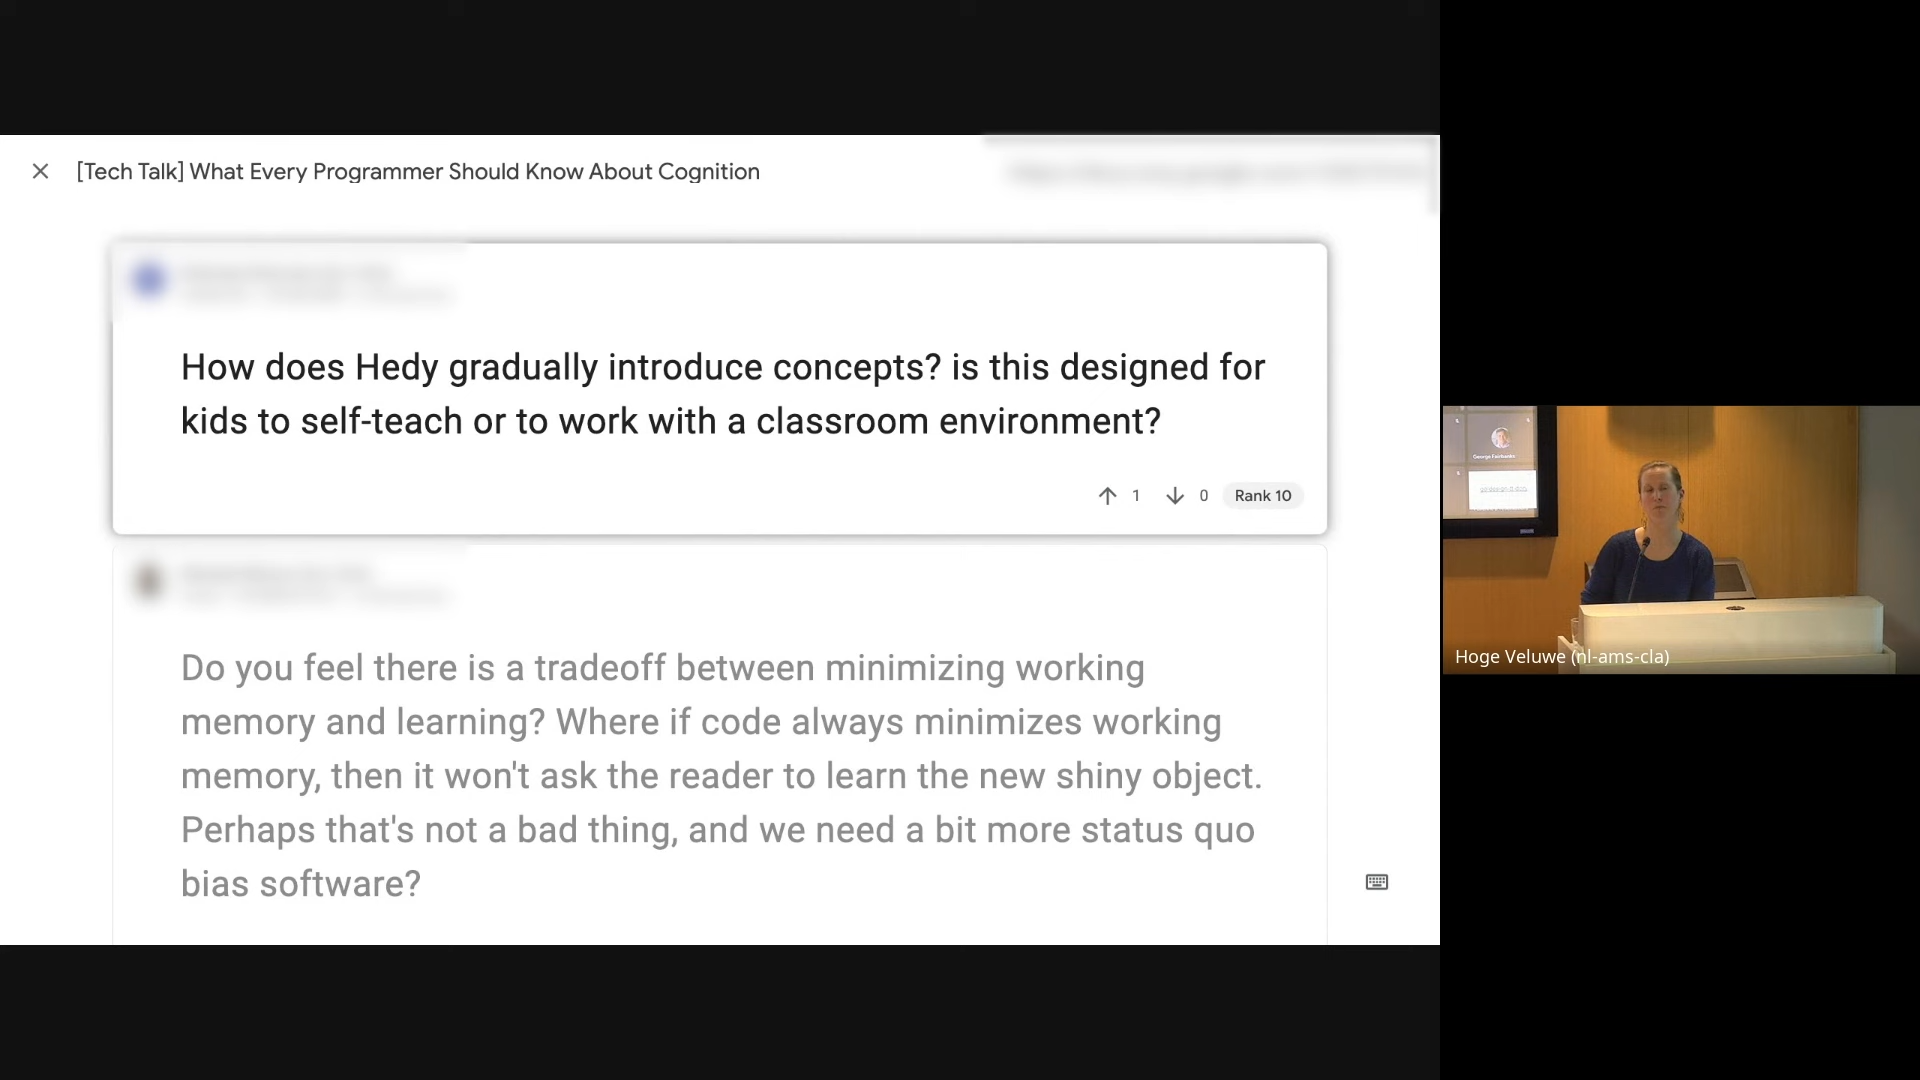 [Tech Talk] What Every Programmer Should Know About Cognition
How does Hedy gradually introduce concepts? is this designed for
kids to self-teach or to work with a classroom environment?
1
0
Rank 10
Do you feel there is a tradeoff between minimizing working
memory and learning? Where if code always minimizes working
memory, then it won't ask the reader to learn the new shiny object.
Perhaps that's not a bad thing, and we need a bit more status quo
bias software?
George Fairbanks
Hoge Veluwe (nl-ams-cla)